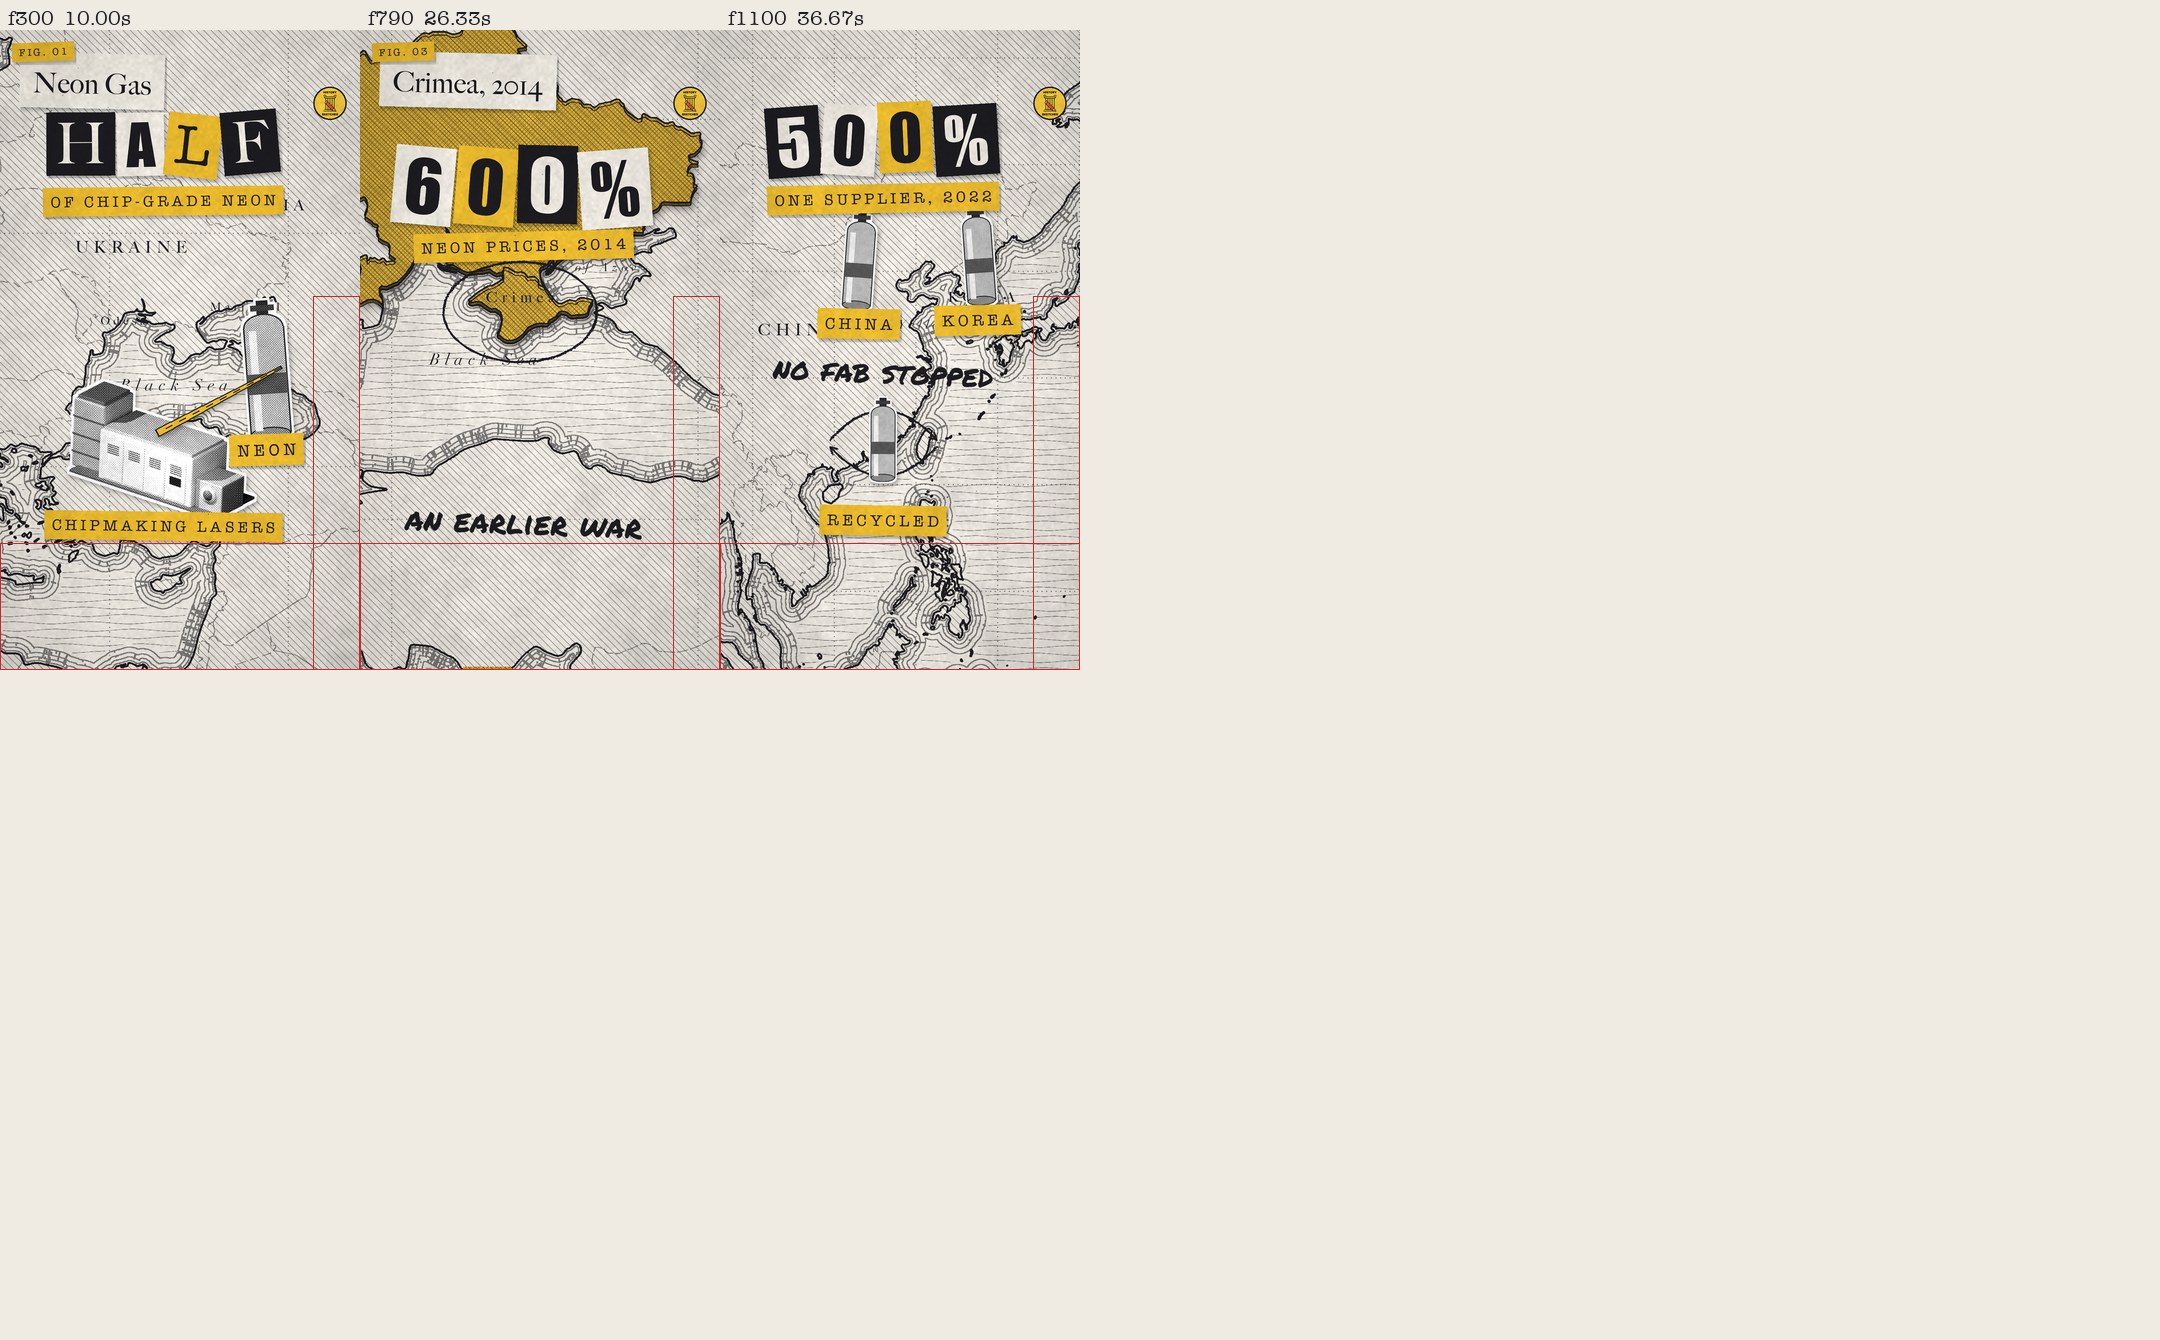 f300 10.00s
FIG. 01
Neon Gas
HALF
OF CHIP-GRADE NEON
IA
UKRAINE
Black Sea
NEON
CHIPMAKING LASERS
f790 26.33s
FIG. 03
Crimea, 2014
600%
NEON PRICES, 2014
Crimea
Black Sea
AN EARLIER WAR
f1100 36.67s
500%
ONE SUPPLIER, 2022
CHINA
KOREA
CHIN
NO FAB STOPPED
RECYCLED